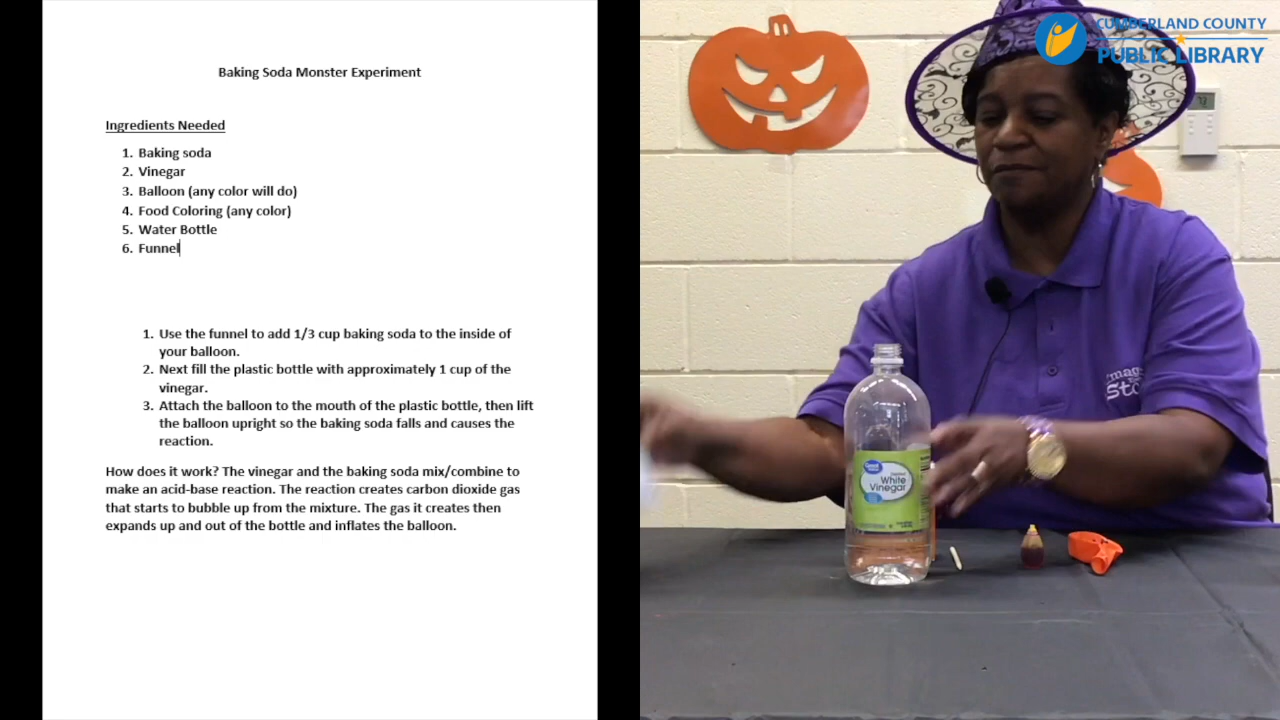 Baking Soda Monster Experiment
Ingredients Needed
1. Baking soda
2. Vinegar
3. Balloon (any color will do)
4. Food Coloring (any color)
5. Water Bottle
6. Funnel
1. Use the funnel to add 1/3 cup baking soda to the inside of
your balloon.
2. Next fill the plastic bottle with approximately 1 cup of the
vinegar.
3. Attach the balloon to the mouth of the plastic bottle, then lift
the balloon upright so the baking soda falls and causes the
reaction.
How does it work? The vinegar and the baking soda mix/combine to
make an acid-base reaction. The reaction creates carbon dioxide gas
that starts to bubble up from the mixture. The gas it creates then
expands up and out of the bottle and inflates the balloon.
CUMBERLAND COUNTY
PUBLIC LIBRARY
Great
White
Vinegar